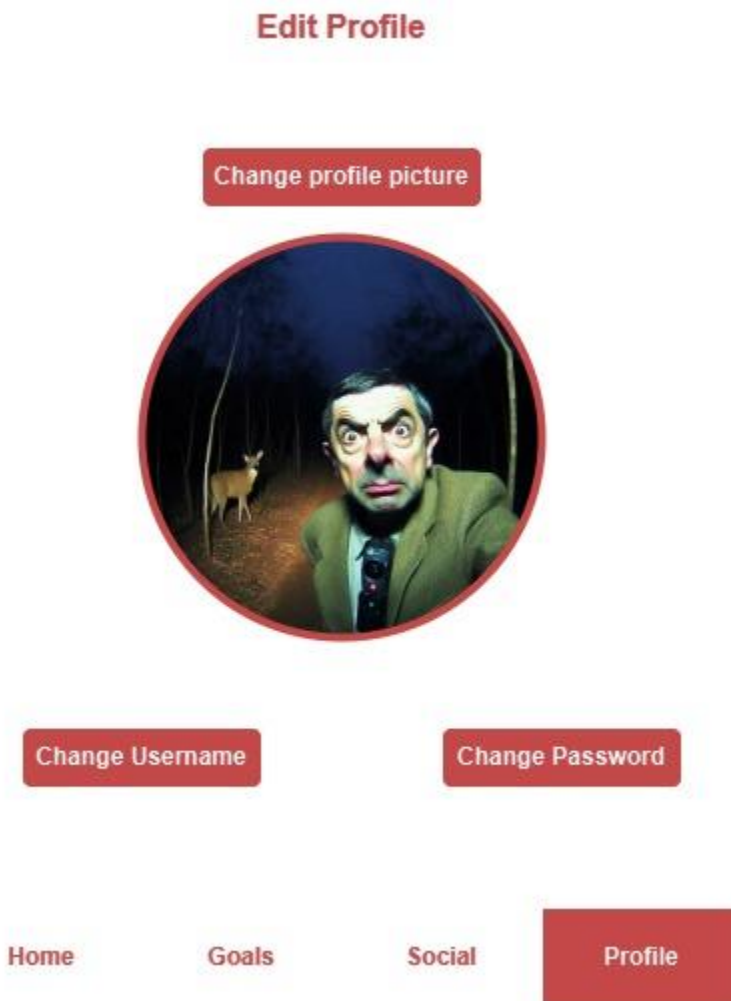 Edit Profile
Change profile picture
Change Username
Change Password
Home
Goals
Social
Profile